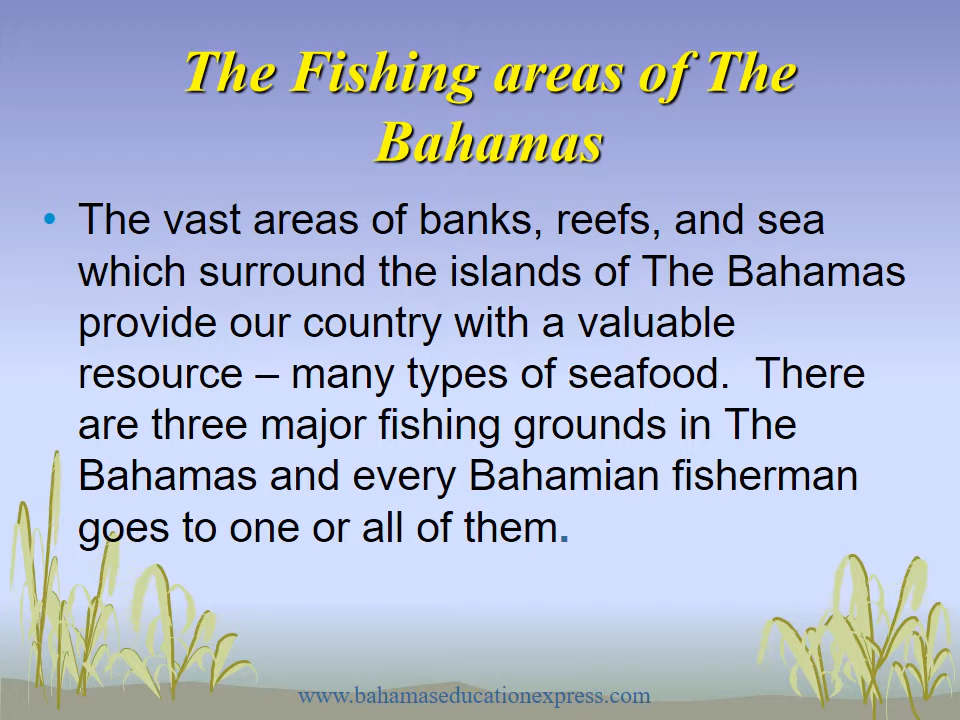 The Fishing areas of The
Bahamas
• The vast areas of banks, reefs, and sea
which surround the islands of The Bahamas
provide our country with a valuable
resource – many types of seafood.  There
are three major fishing grounds in The
Bahamas and every Bahamian fisherman
goes to one or all of them.
www.bahamaseducationexpress.com